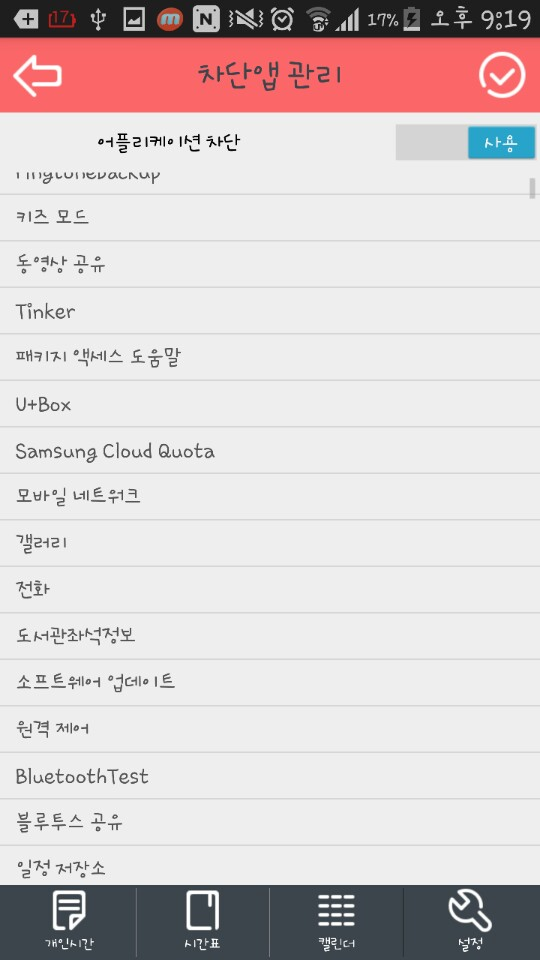 17 N 17% 오후 9:19
차단앱 관리
어플리케이션 차단 사용
RingtoneBackup
키즈 모드
동영상 공유
Tinker
패키지 액세스 도움말
U+Box
Samsung Cloud Quota
모바일 네트워크
갤러리
전화
도서관좌석정보
소프트웨어 업데이트
원격 제어
BluetoothTest
블루투스 공유
일정 저장소
개인시간 시간표 캘린더 설정